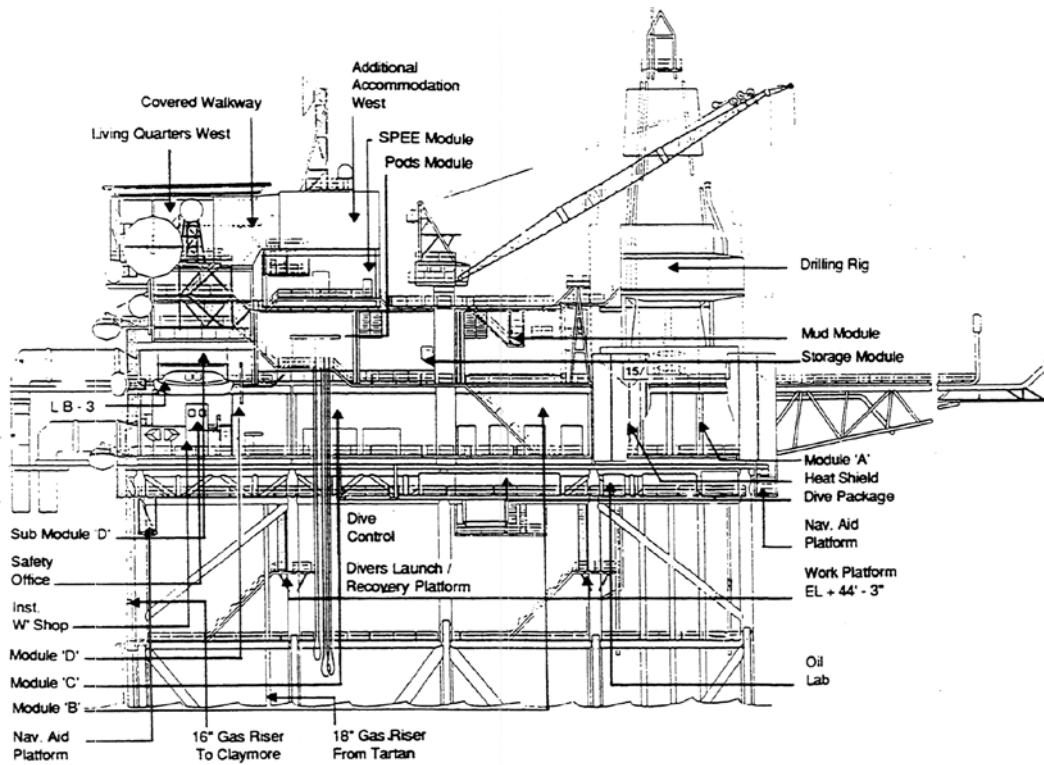 Additional
Accommodation
West
Covered Walkway
Living Quarters West
SPEE Module
Pods Module
Drilling Rig
Mud Module
Storage Module
15/
LB-3
Module 'A'
Heat Shield
Dive Package
Nav. Aid
Platform
Work Platform
EL + 44' - 3"
Oil
Lab
Dive
Control
Divers Launch /
Recovery Platform
Sub Module 'D'
Safety
Office
Inst.
W' Shop
Module 'D'
Module 'C'
Module 'B'
Nav. Aid
Platform
16" Gas Riser
To Claymore
18" Gas Riser
From Tartan